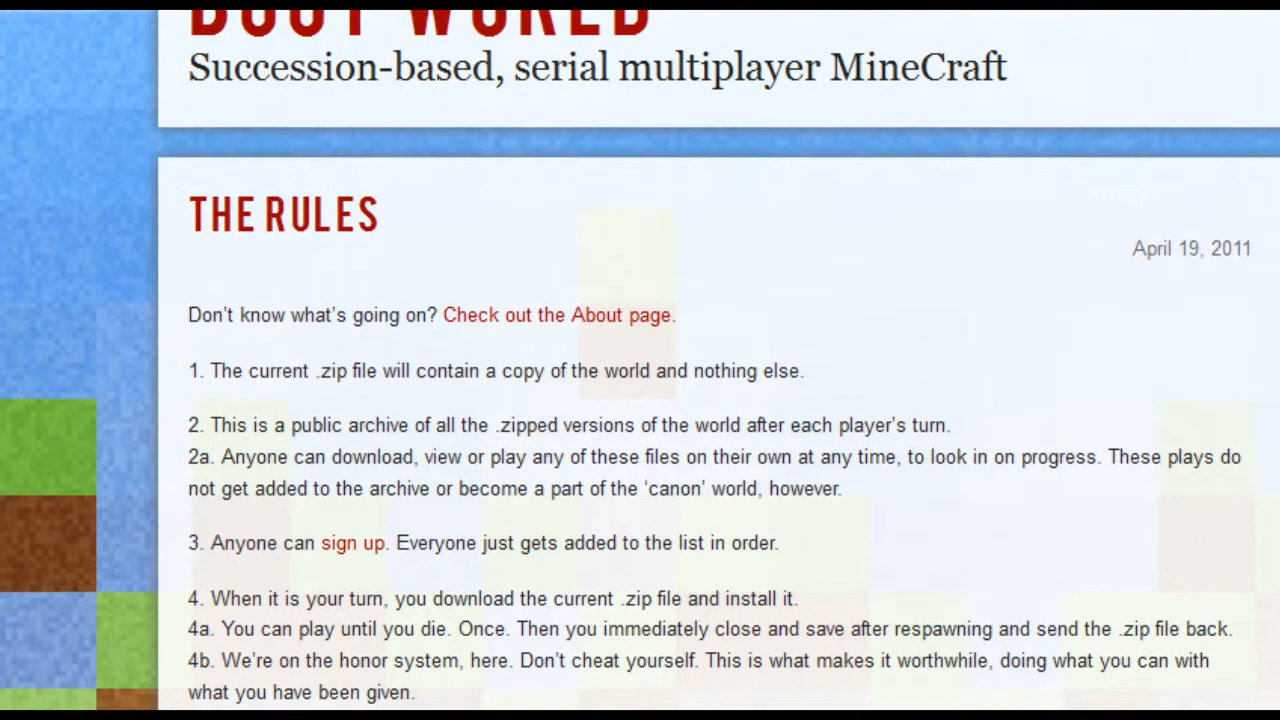 WORLD
Succession-based, serial multiplayer MineCraft
THE RULES
April 19, 2011
Don't know what's going on? Check out the About page.
1. The current .zip file will contain a copy of the world and nothing else.
2. This is a public archive of all the .zipped versions of the world after each player's turn.
2a. Anyone can download, view or play any of these files on their own at any time, to look in on progress. These plays do
not get added to the archive or become a part of the ‘canon’ world, however.
3. Anyone can sign up. Everyone just gets added to the list in order.
4. When it is your turn, you download the current .zip file and install it.
4a. You can play until you die. Once. Then you immediately close and save after respawning and send the .zip file back.
4b. We're on the honor system, here. Don't cheat yourself. This is what makes it worthwhile, doing what you can with
what you have been given.